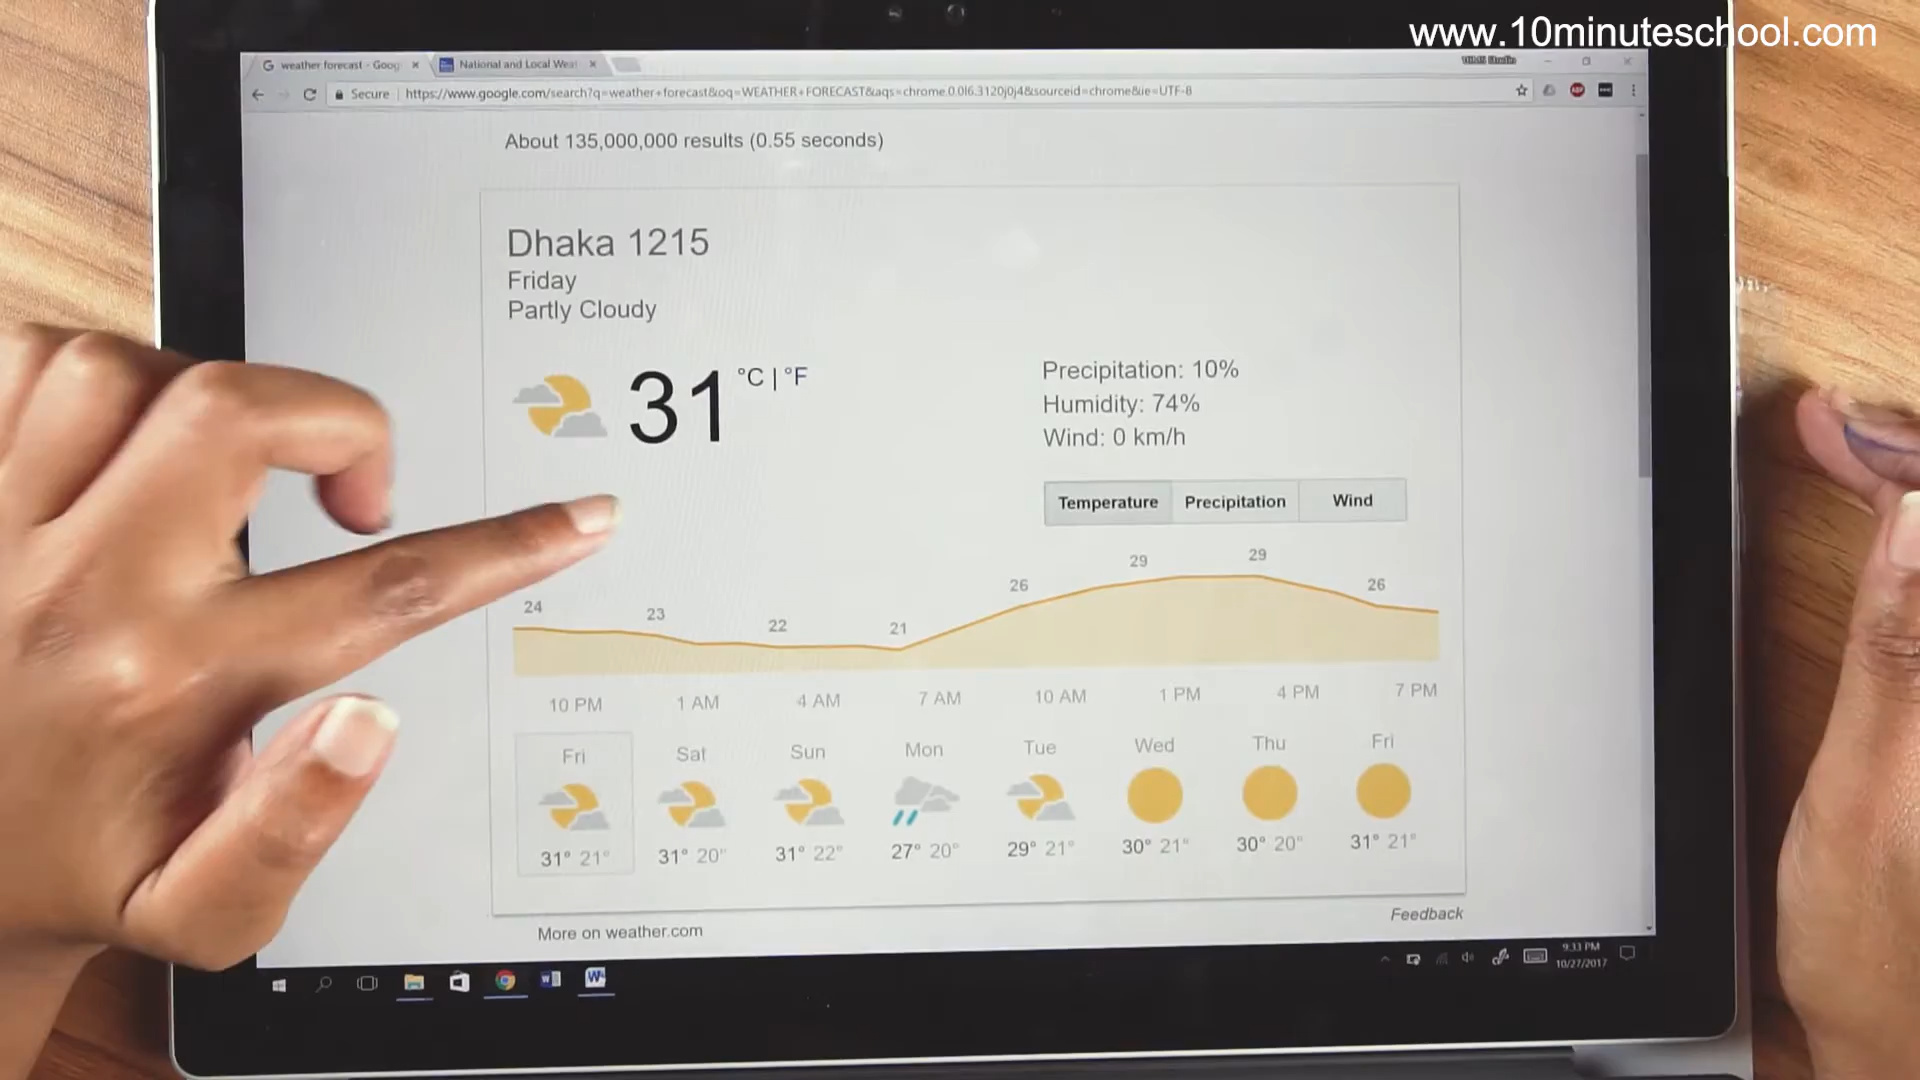 www.10minuteschool.com
weather forecast - Goog
National and Local Weat
Secure
https://www.google.com/search?q=weather+forecast&oq=WEATHER+FORECAST&aqs=chrome.0.0l6.3120j0j4&sourceid=chrome&ie=UTF-8
About 135,000,000 results (0.55 seconds)
Dhaka 1215
Friday
Partly Cloudy
31 °C | °F
Precipitation: 10%
Humidity: 74%
Wind: 0 km/h
Temperature Precipitation Wind
24 23 22 21 26 29 29 26
10 PM 1 AM 4 AM 7 AM 10 AM 1 PM 4 PM 7 PM
Fri Sat Sun Mon Tue Wed Thu Fri
31° 21° 31° 20° 31° 22° 27° 20° 29° 21° 30° 21° 30° 20° 31° 21°
More on weather.com
Feedback
9:33 PM
10/27/2017